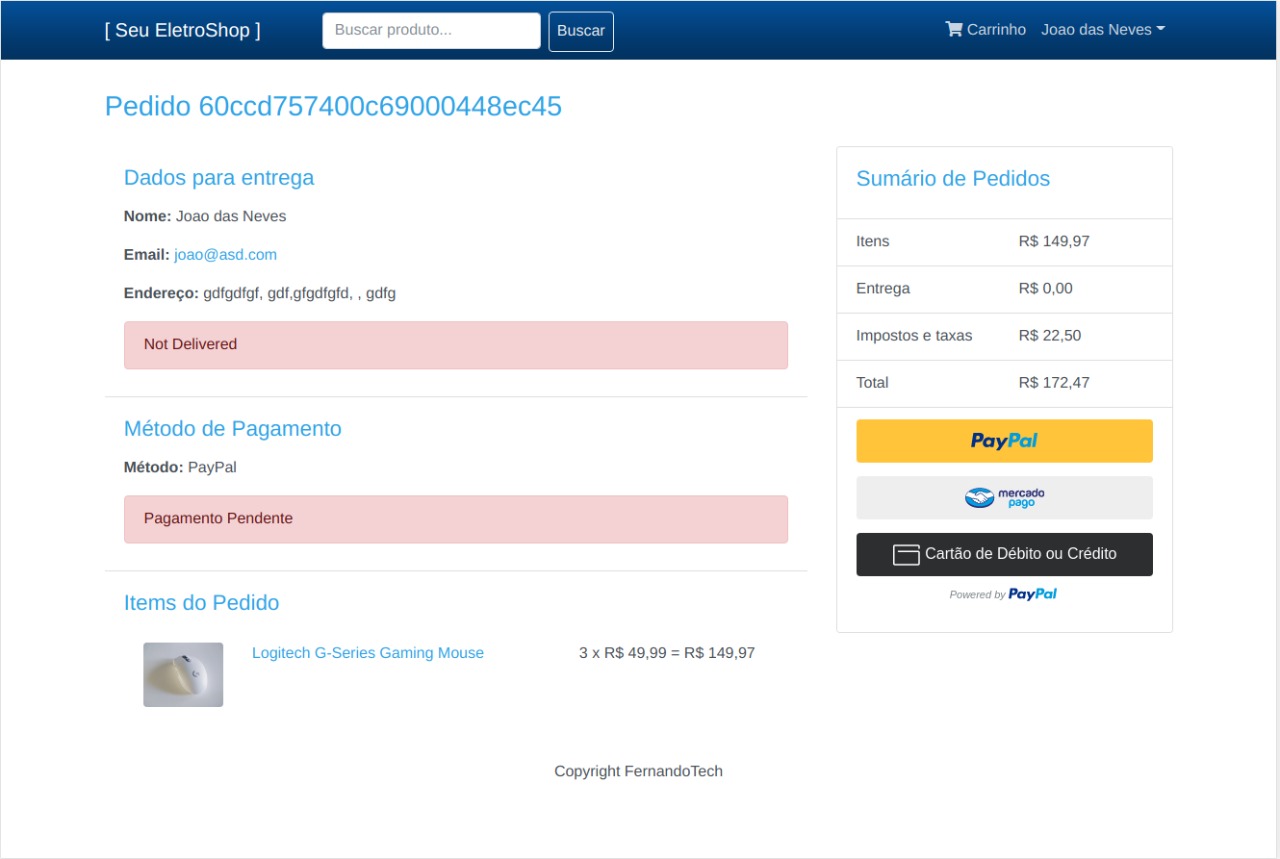 [ Seu EletroShop ] Buscar produto... Buscar Carrinho Joao das Neves
Pedido 60ccd757400c69000448ec45
Dados para entrega
Nome: Joao das Neves
Email: joao@asd.com
Endereço: gdfgdfgf, gdf,gfgdfgfd, , gdfg
Not Delivered
Método de Pagamento
Método: PayPal
Pagamento Pendente
Items do Pedido
Logitech G-Series Gaming Mouse 3 x R$ 49,99 = R$ 149,97
Sumário de Pedidos
Itens R$ 149,97
Entrega R$ 0,00
Impostos e taxas R$ 22,50
Total R$ 172,47
PayPal
mercado
pago
Cartão de Débito ou Crédito
Powered by PayPal
Copyright FernandoTech